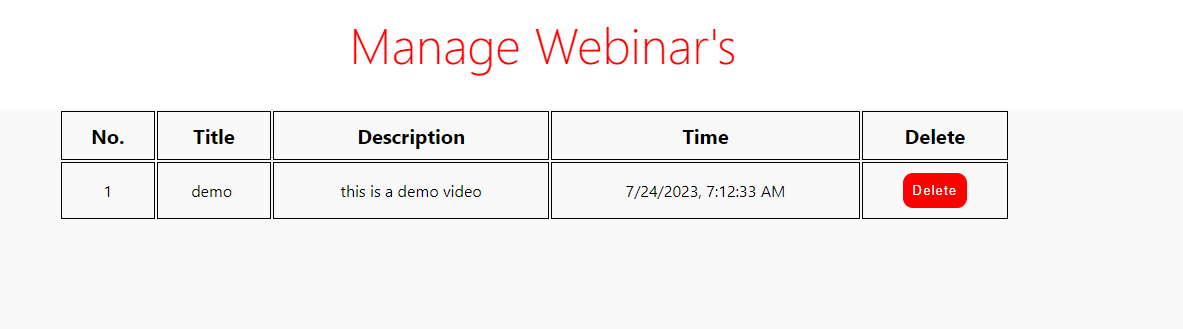 Manage Webinar's
No. Title Description Time Delete
1 demo this is a demo video 7/24/2023, 7:12:33 AM Delete